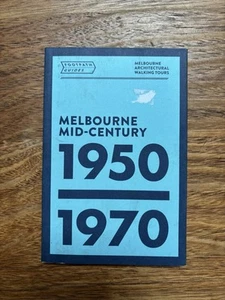 FOOTPATH
GUIDES
MELBOURNE
ARCHITECTURAL
WALKING TOURS
MELBOURNE
MID-CENTURY
1950
1970